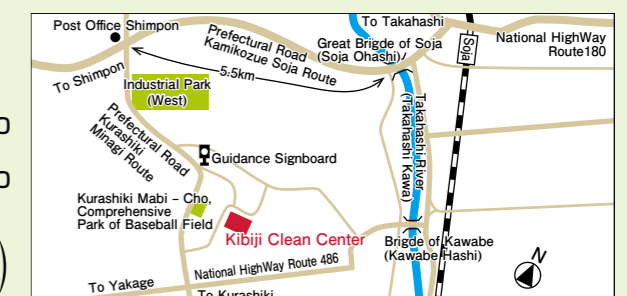 Post Office Shimpon
To Takahashi
Prefectural Road
Kamikozue Soja Route
Great Brigde of Soja
(Soja Ohashi)
Soja
National HighWay
Route180
To Shimpon
5.5km
Industrial Park
(West)
Prefectural Road
Kurashiki
Minagi Route
Takahashi River
(Takahashi Kawa)
Guidance Signboard
Kurashiki Mabi – Cho,
Comprehensive
Park of Baseball Field
Kibiji Clean Center
Brigde of Kawabe
(Kawabe Hashi)
N
National HighWay Route 486
To Yakage
To Kurashiki